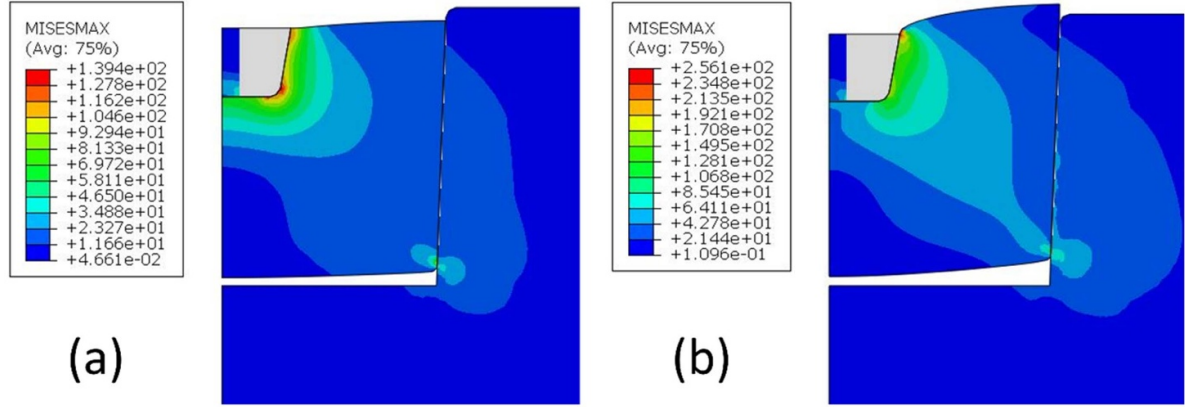 MISESMAX
(Avg: 75%)
+1.394e+02
+1.278e+02
+1.162e+02
+1.046e+02
+9.294e+01
+8.133e+01
+6.972e+01
+5.811e+01
+4.650e+01
+3.488e+01
+2.327e+01
+1.166e+01
+4.661e-02
(a)
MISESMAX
(Avg: 75%)
+2.561e+02
+2.348e+02
+2.135e+02
+1.921e+02
+1.708e+02
+1.495e+02
+1.281e+02
+1.068e+02
+8.545e+01
+6.411e+01
+4.278e+01
+2.144e+01
+1.096e-01
(b)